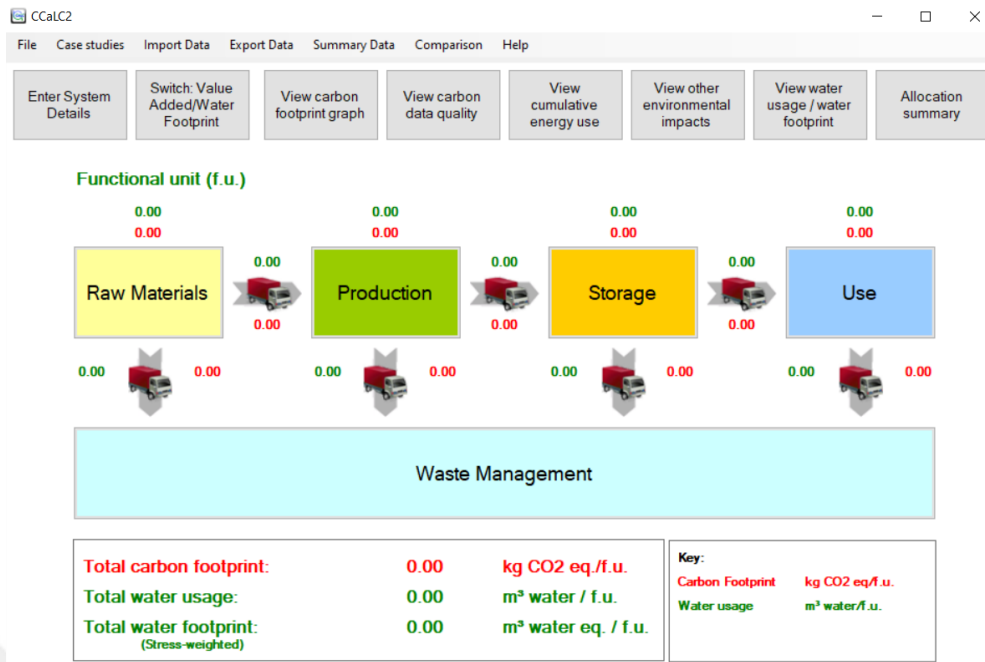 CCaLC2
File Case studies Import Data Export Data Summary Data Comparison Help
Enter System
Details
Switch: Value
Added/Water
Footprint
View carbon
footprint graph
View carbon
data quality
View
cumulative
energy use
View other
environmental
impacts
View water
usage / water
footprint
Allocation
summary
Functional unit (f.u.)
0.00 0.00 0.00 0.00
0.00 0.00 0.00 0.00
0.00 0.00 0.00
Raw Materials Production Storage Use
0.00 0.00 0.00
0.00 0.00 0.00 0.00 0.00 0.00 0.00 0.00
Waste Management
Total carbon footprint: 0.00 kg CO2 eq./f.u.
Total water usage: 0.00 m³ water / f.u.
Total water footprint: 0.00 m³ water eq. / f.u.
(Stress-weighted)
Key:
Carbon Footprint kg CO2 eq/f.u.
Water usage m³ water/f.u.